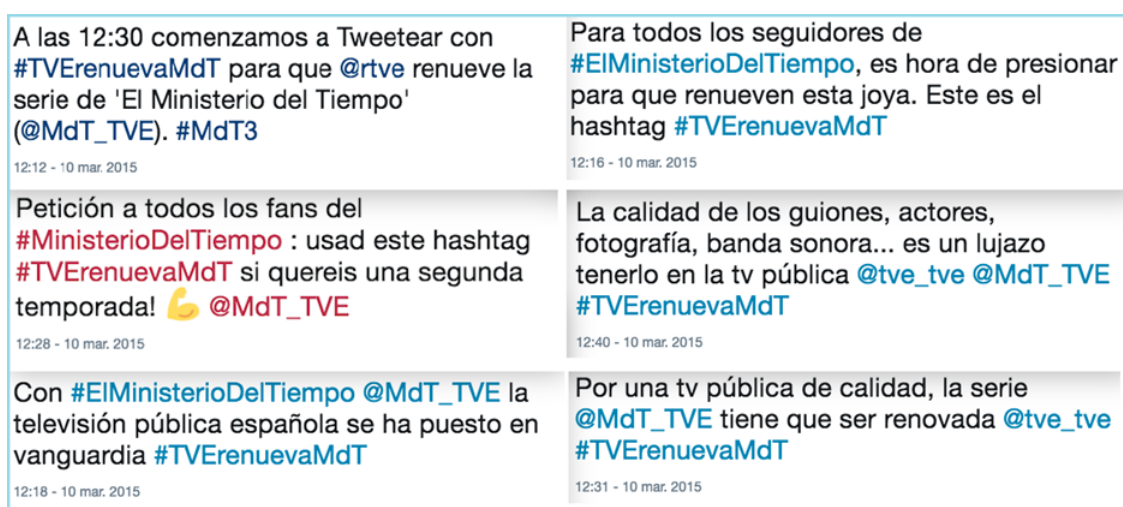 A las 12:30 comenzamos a Tweetear con
#TVErenuevaMdT para que @rtve renueve la
serie de 'El Ministerio del Tiempo'
(@MdT_TVE). #MdT3
12:12 - 10 mar. 2015
Para todos los seguidores de
#ElMinisterioDelTiempo, es hora de presionar
para que renueven esta joya. Este es el
hashtag #TVErenuevaMdT
12:16 - 10 mar. 2015
Petición a todos los fans del
#MinisterioDelTiempo : usad este hashtag
#TVErenuevaMdT si quereis una segunda
temporada! 💪 @MdT_TVE
12:28 - 10 mar. 2015
La calidad de los guiones, actores,
fotografía, banda sonora... es un lujazo
tenerlo en la tv pública @tve_tve @MdT_TVE
#TVErenuevaMdT
12:40 - 10 mar. 2015
Con #ElMinisterioDelTiempo @MdT_TVE la
televisión pública española se ha puesto en
vanguardia #TVErenuevaMdT
12:18 - 10 mar. 2015
Por una tv pública de calidad, la serie
@MdT_TVE tiene que ser renovada @tve_tve
#TVErenuevaMdT
12:31 - 10 mar. 2015